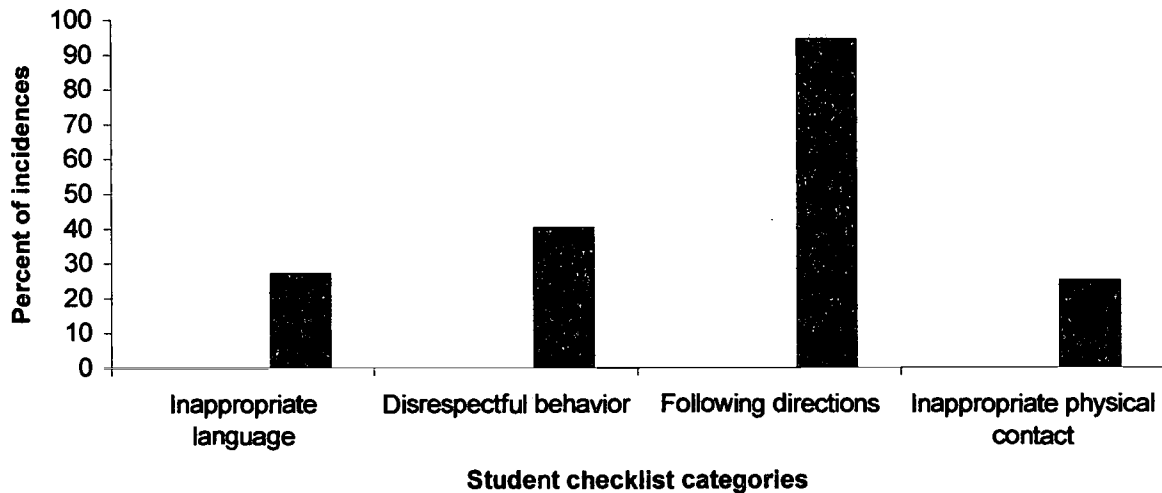 100
90
80
70
60
50
40
30
20
10
0
Percent of incidences
Inappropriate language
Disrespectful behavior
Following directions
Inappropriate physical contact
Student checklist categories